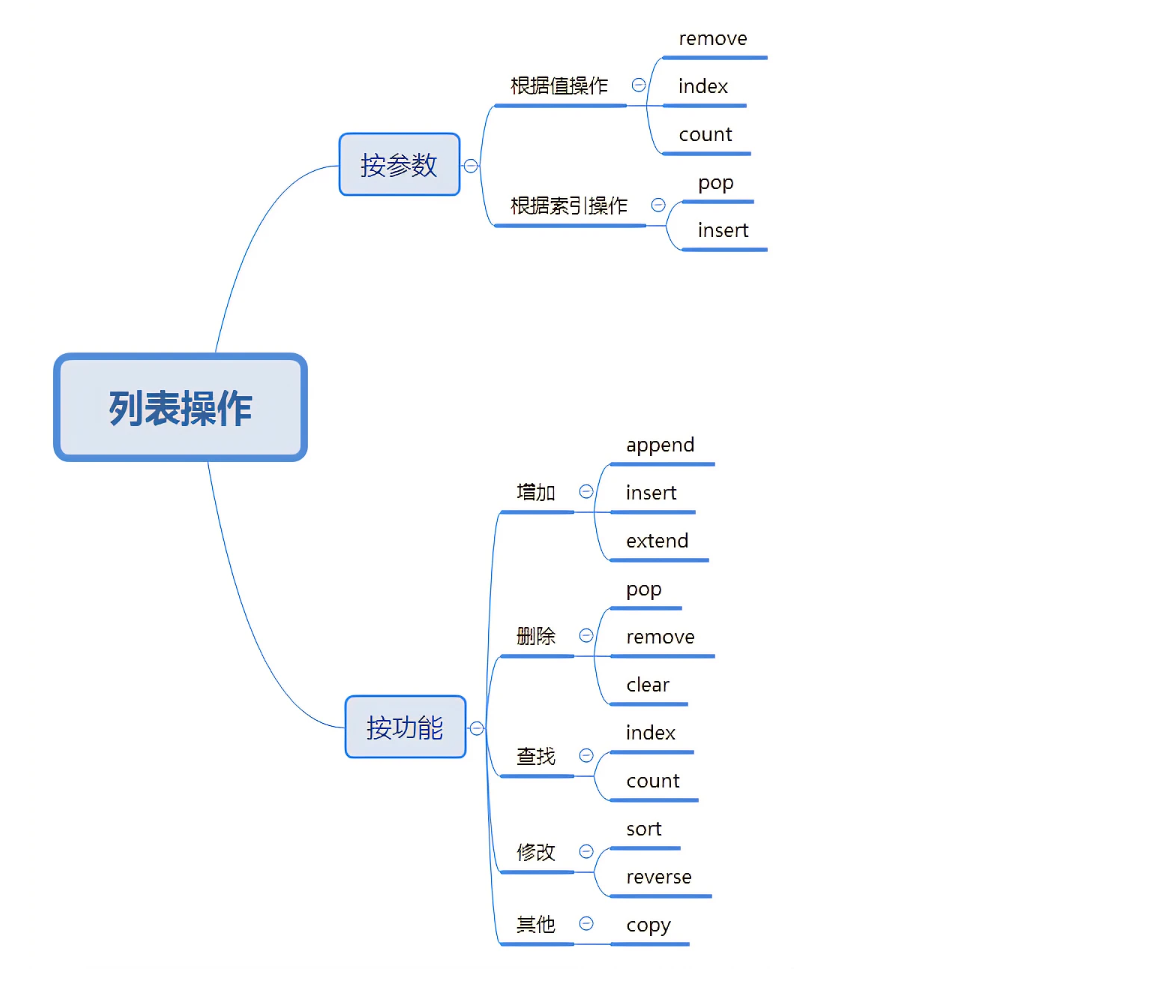 列表操作
按参数
根据值操作
remove
index
count
根据索引操作
pop
insert
按功能
增加
append
insert
extend
删除
pop
remove
clear
查找
index
count
修改
sort
reverse
其他
copy